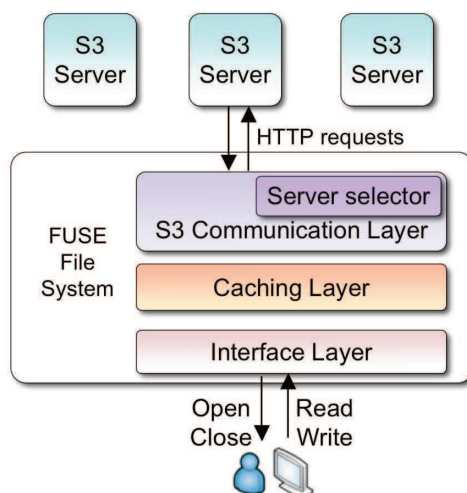 S3
Server
S3
Server
S3
Server
HTTP requests
FUSE
File
System
Server selector
S3 Communication Layer
Caching Layer
Interface Layer
Open
Close
Read
Write